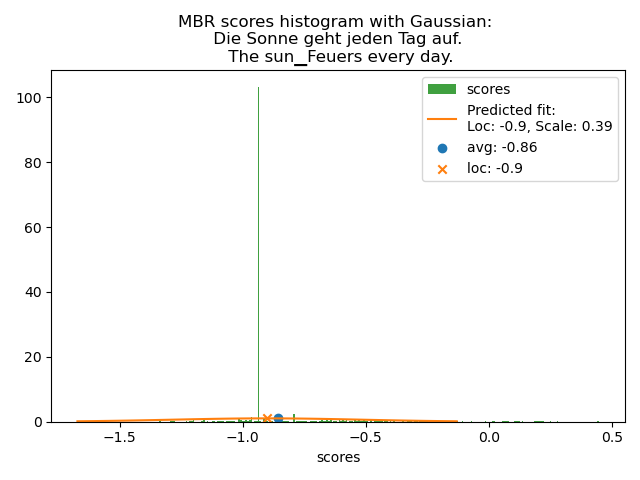 MBR scores histogram with Gaussian:
Die Sonne geht jeden Tag auf.
The sun▁Feuers every day.
scores
Predicted fit:
Loc: -0.9, Scale: 0.39
avg: -0.86
loc: -0.9
100
80
60
40
20
0
−1.5 −1.0 −0.5 0.0 0.5
scores